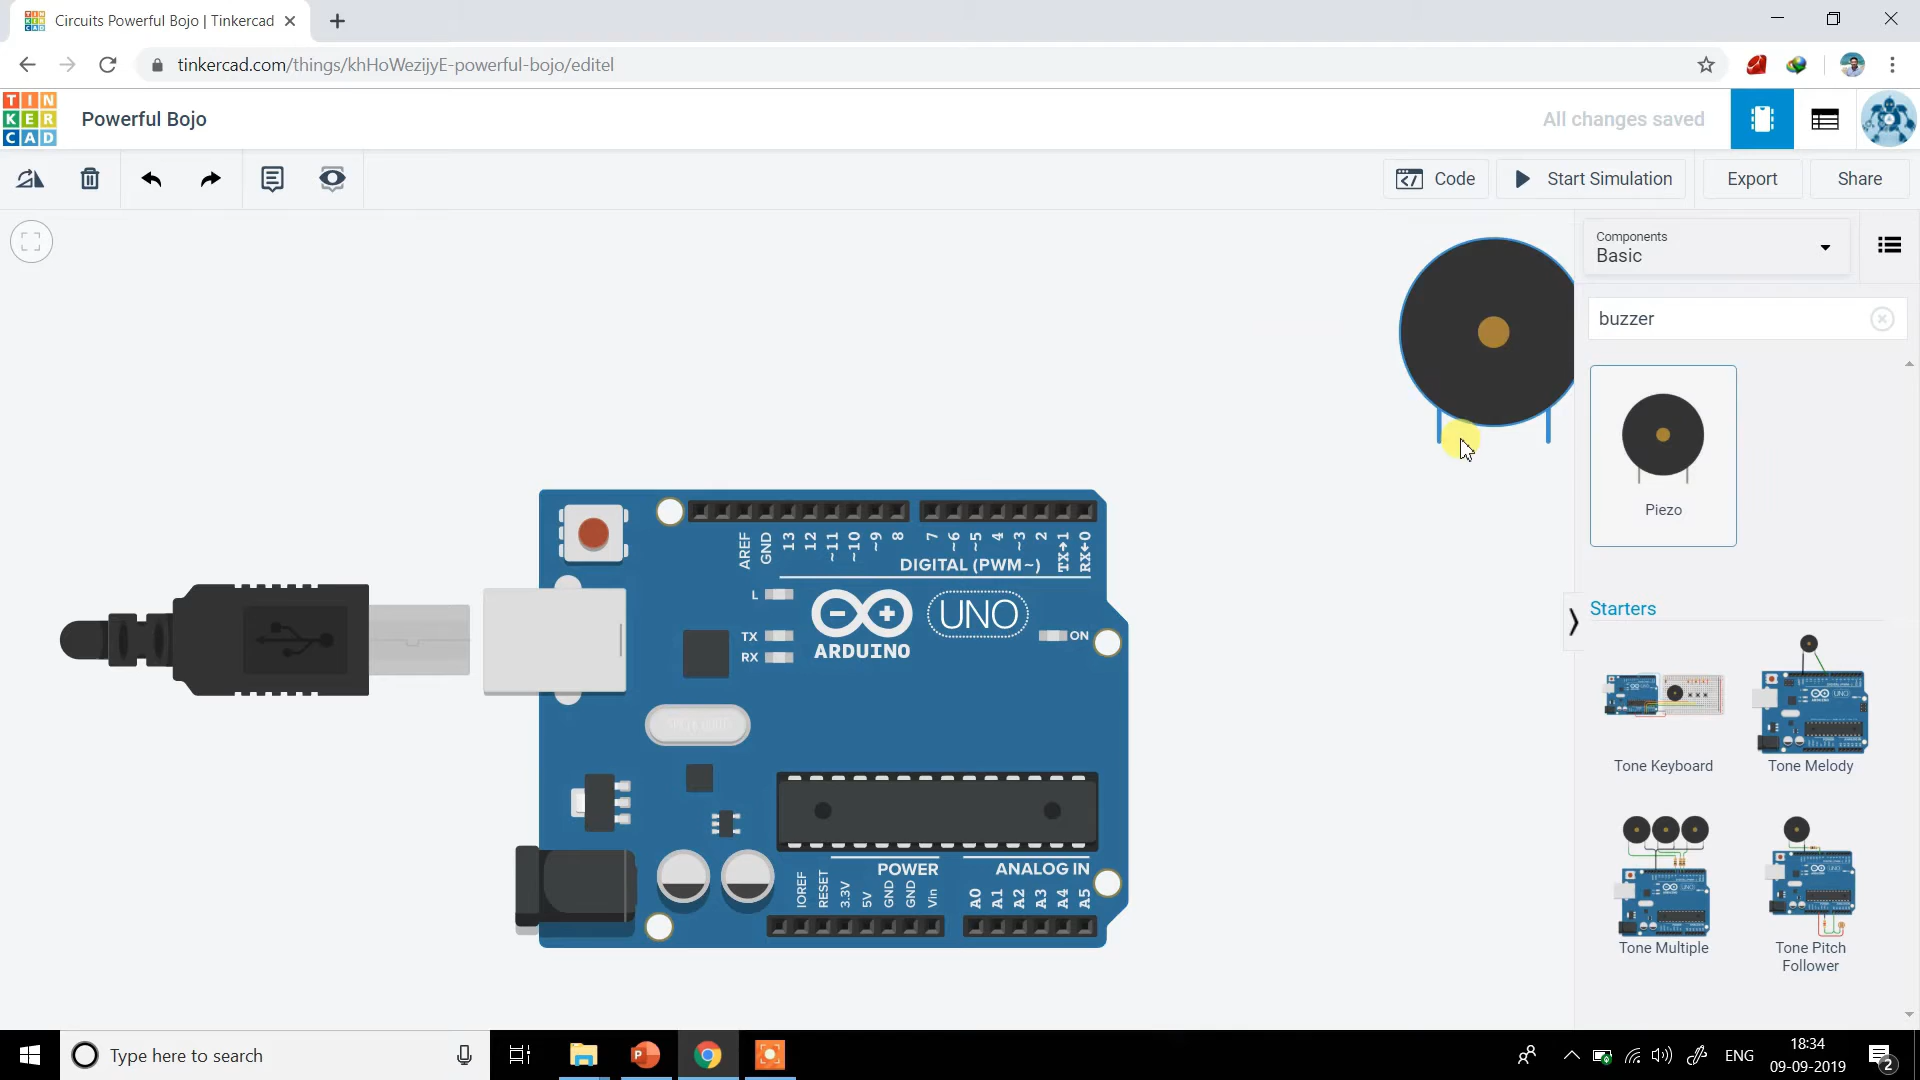 Circuits Powerful Bojo | Tinkercad
tinkercad.com/things/khHoWezijyE-powerful-bojo/editel
TIN
KER
CAD
Powerful Bojo
All changes saved
Code
Start Simulation
Export
Share
Components
Basic
buzzer
Piezo
Starters
Tone Keyboard
Tone Melody
Tone Multiple
Tone Pitch
Follower
AREF
GND
13
12
~11
~10
~9
8
7
~6
~5
4
~3
2
TX→1
RX←0
DIGITAL (PWM~)
L
TX
RX
UNO
ARDUINO
ON
POWER
ANALOG IN
IOREF
RESET
3.3V
5V
GND
GND
Vin
A0
A1
A2
A3
A4
A5
Type here to search
ENG
18:34
09-09-2019
2